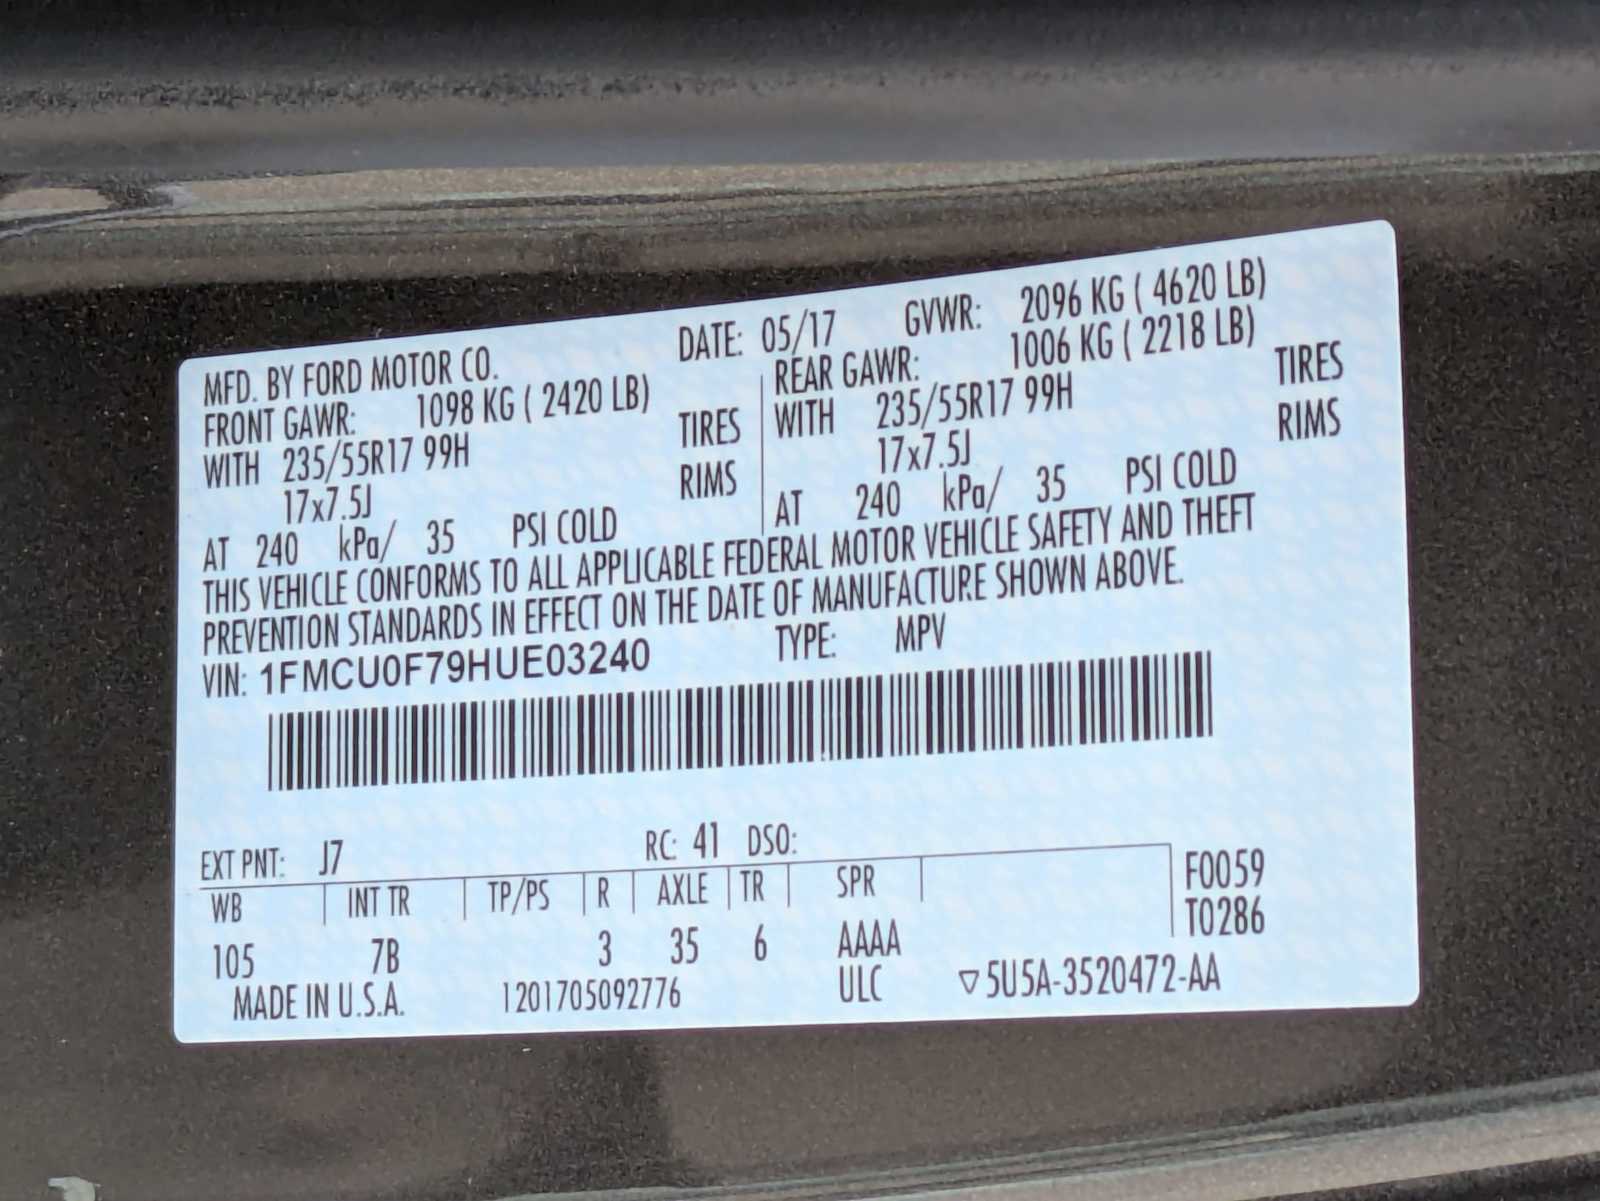 MFD. BY FORD MOTOR CO. DATE: 05/17 GVWR: 2096 KG ( 4620 LB)
FRONT GAWR: 1098 KG ( 2420 LB) REAR GAWR: 1006 KG ( 2218 LB)
WITH 235/55R17 99H TIRES WITH 235/55R17 99H TIRES
17x7.5J RIMS 17x7.5J RIMS
AT 240 kPa/ 35 PSI COLD AT 240 kPa/ 35 PSI COLD
THIS VEHICLE CONFORMS TO ALL APPLICABLE FEDERAL MOTOR VEHICLE SAFETY AND THEFT
PREVENTION STANDARDS IN EFFECT ON THE DATE OF MANUFACTURE SHOWN ABOVE.
VIN: 1FMCU0F79HUE03240 TYPE: MPV
EXT PNT: J7 RC: 41 DSO:
WB INT TR TP/PS R AXLE TR SPR F0059
T0286
105 7B 3 35 6 AAAA
MADE IN U.S.A. 1201705092776 ULC ▽5U5A-3520472-AA